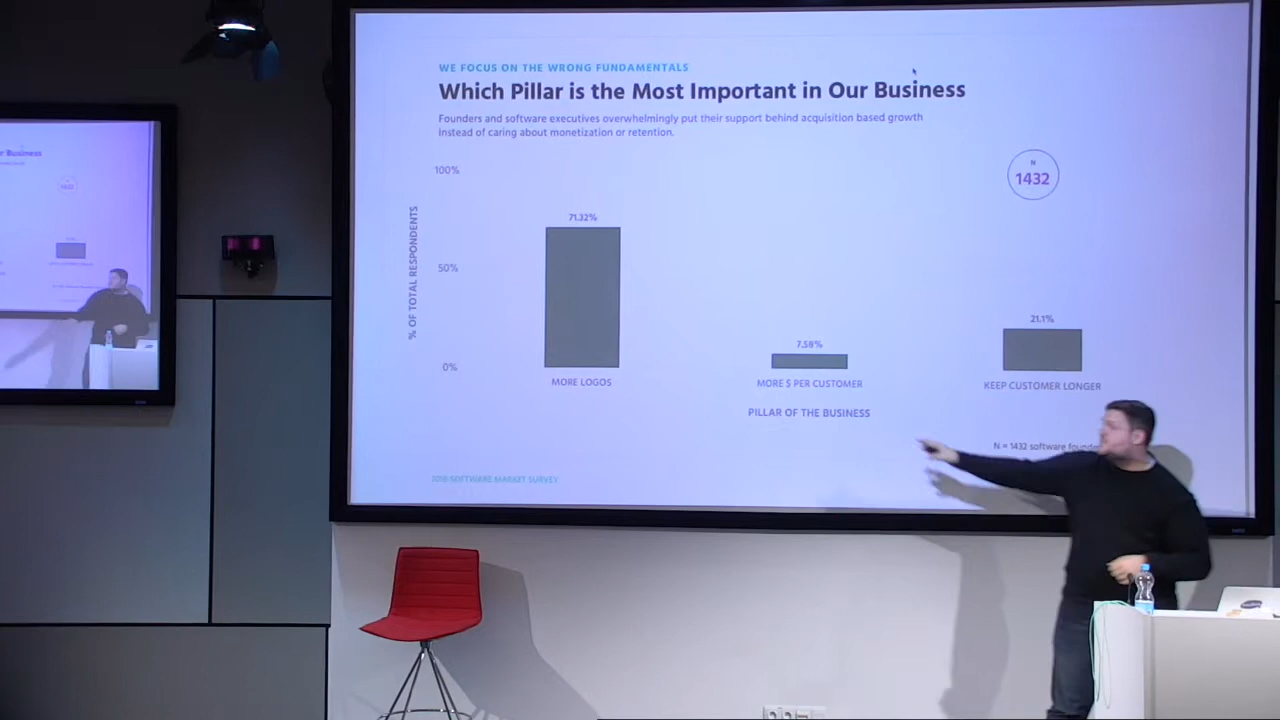 WE FOCUS ON THE WRONG FUNDAMENTALS
Which Pillar is the Most Important in Our Business
Founders and software executives overwhelmingly put their support behind acquisition based growth
instead of caring about monetization or retention.
N
1432
100%
50%
0%
% OF TOTAL RESPONDENTS
71.32%
7.58%
21.1%
MORE LOGOS
MORE $ PER CUSTOMER
KEEP CUSTOMER LONGER
PILLAR OF THE BUSINESS
N = 1432 software
SOFTWARE MARKET SURVEY
r Business
1432